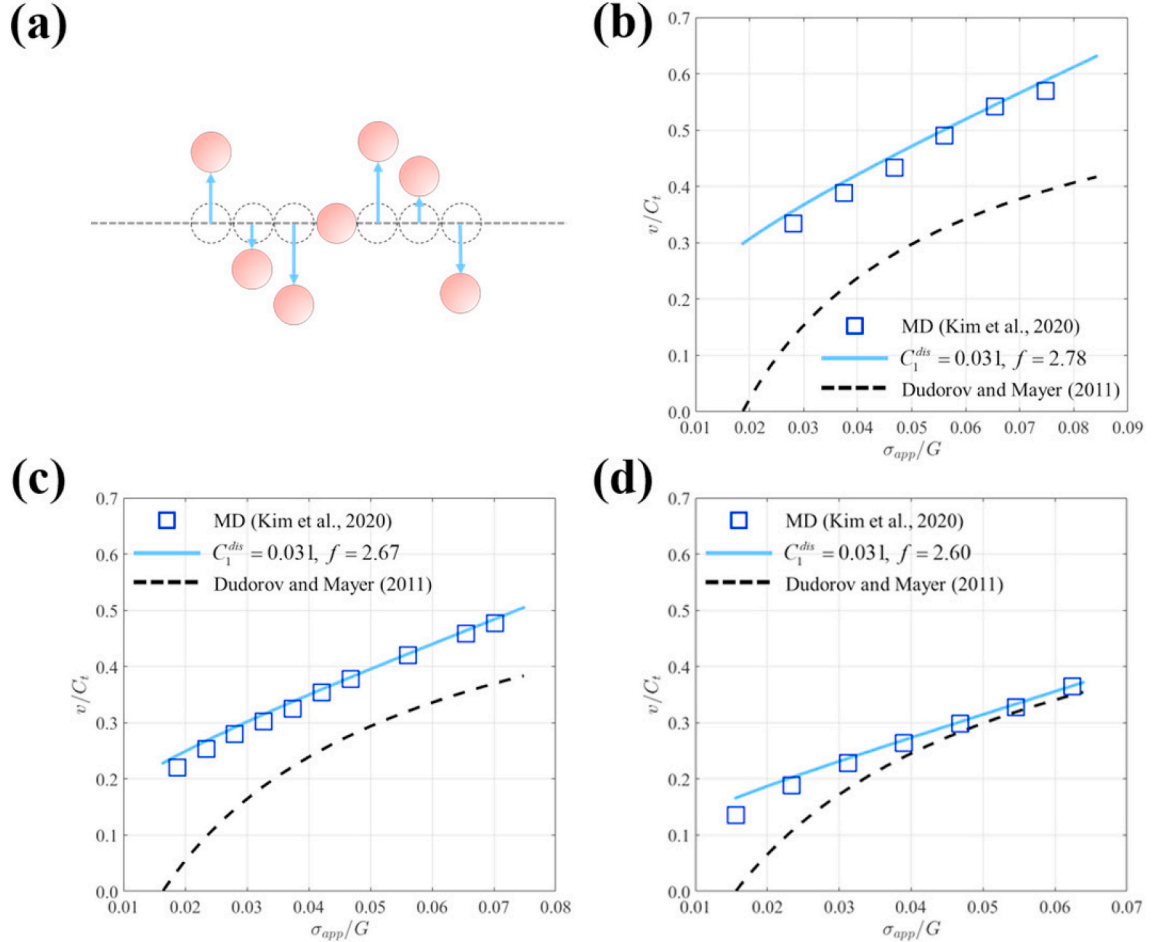 (a)
(b)
0.7
0.6
0.5
0.4
0.3
0.2
0.1
0.0
v/C_t
MD (Kim et al., 2020)
C_1^{dis} = 0.031, f = 2.78
Dudorov and Mayer (2011)
0.01 0.02 0.03 0.04 0.05 0.06 0.07 0.08 0.09
σ_{app}/G
(c)
0.7
0.6
0.5
0.4
0.3
0.2
0.1
0.0
v/C_t
MD (Kim et al., 2020)
C_1^{dis} = 0.031, f = 2.67
Dudorov and Mayer (2011)
0.01 0.02 0.03 0.04 0.05 0.06 0.07 0.08
σ_{app}/G
(d)
0.7
0.6
0.5
0.4
0.3
0.2
0.1
0.0
v/C_t
MD (Kim et al., 2020)
C_1^{dis} = 0.031, f = 2.60
Dudorov and Mayer (2011)
0.01 0.02 0.03 0.04 0.05 0.06 0.07
σ_{app}/G